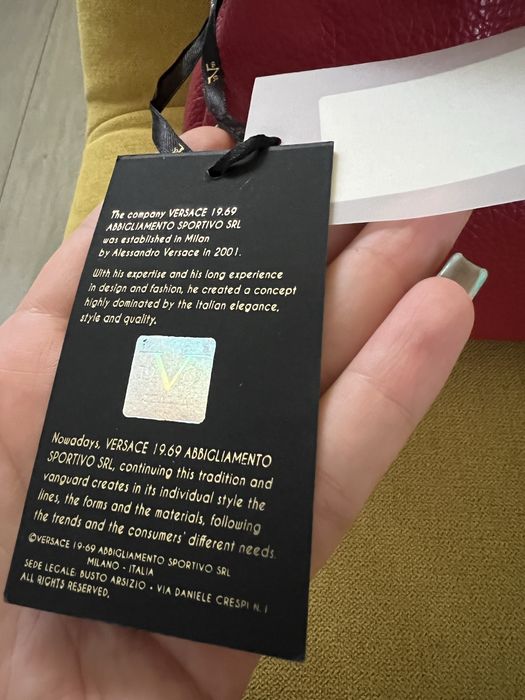 The company VERSACE 19.69
ABBIGLIAMENTO SPORTIVO SRL
was established in Milan
by Alessandro Versace in 2001.
With his expertise and his long experience
in design and fashion, he created a concept
highly dominated by the Italian elegance,
style and quality.
V
Nowadays, VERSACE 19.69 ABBIGLIAMENTO
SPORTIVO SRL, continuing this tradition and
vanguard creates in its individual style the
lines, the forms and the materials, following
the trends and the consumers' different needs.
©VERSACE 19•69 ABBIGLIAMENTO SPORTIVO SRL
MILANO - ITALIA
SEDE LEGALE: BUSTO ARSIZIO • VIA DANIELE CRESPI N. 1
ALL RIGHTS RESERVED.